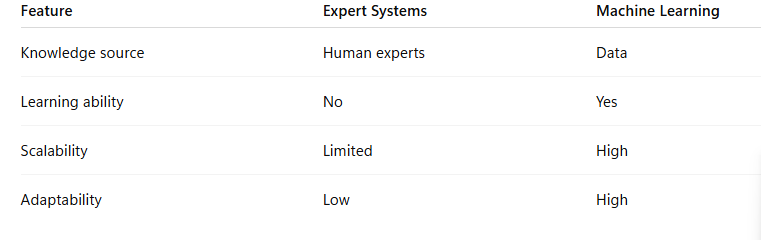 Feature Expert Systems Machine Learning
Knowledge source Human experts Data
Learning ability No Yes
Scalability Limited High
Adaptability Low High